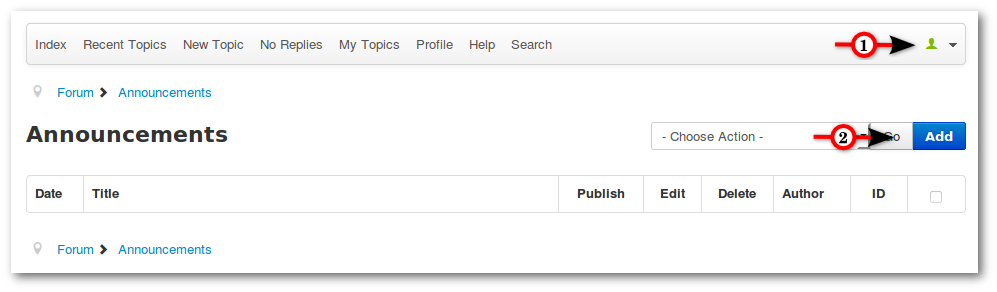 Index Recent Topics New Topic No Replies My Topics Profile Help Search 1
Forum Announcements
Announcements - Choose Action - 2 Go Add
Date Title Publish Edit Delete Author ID
Forum Announcements